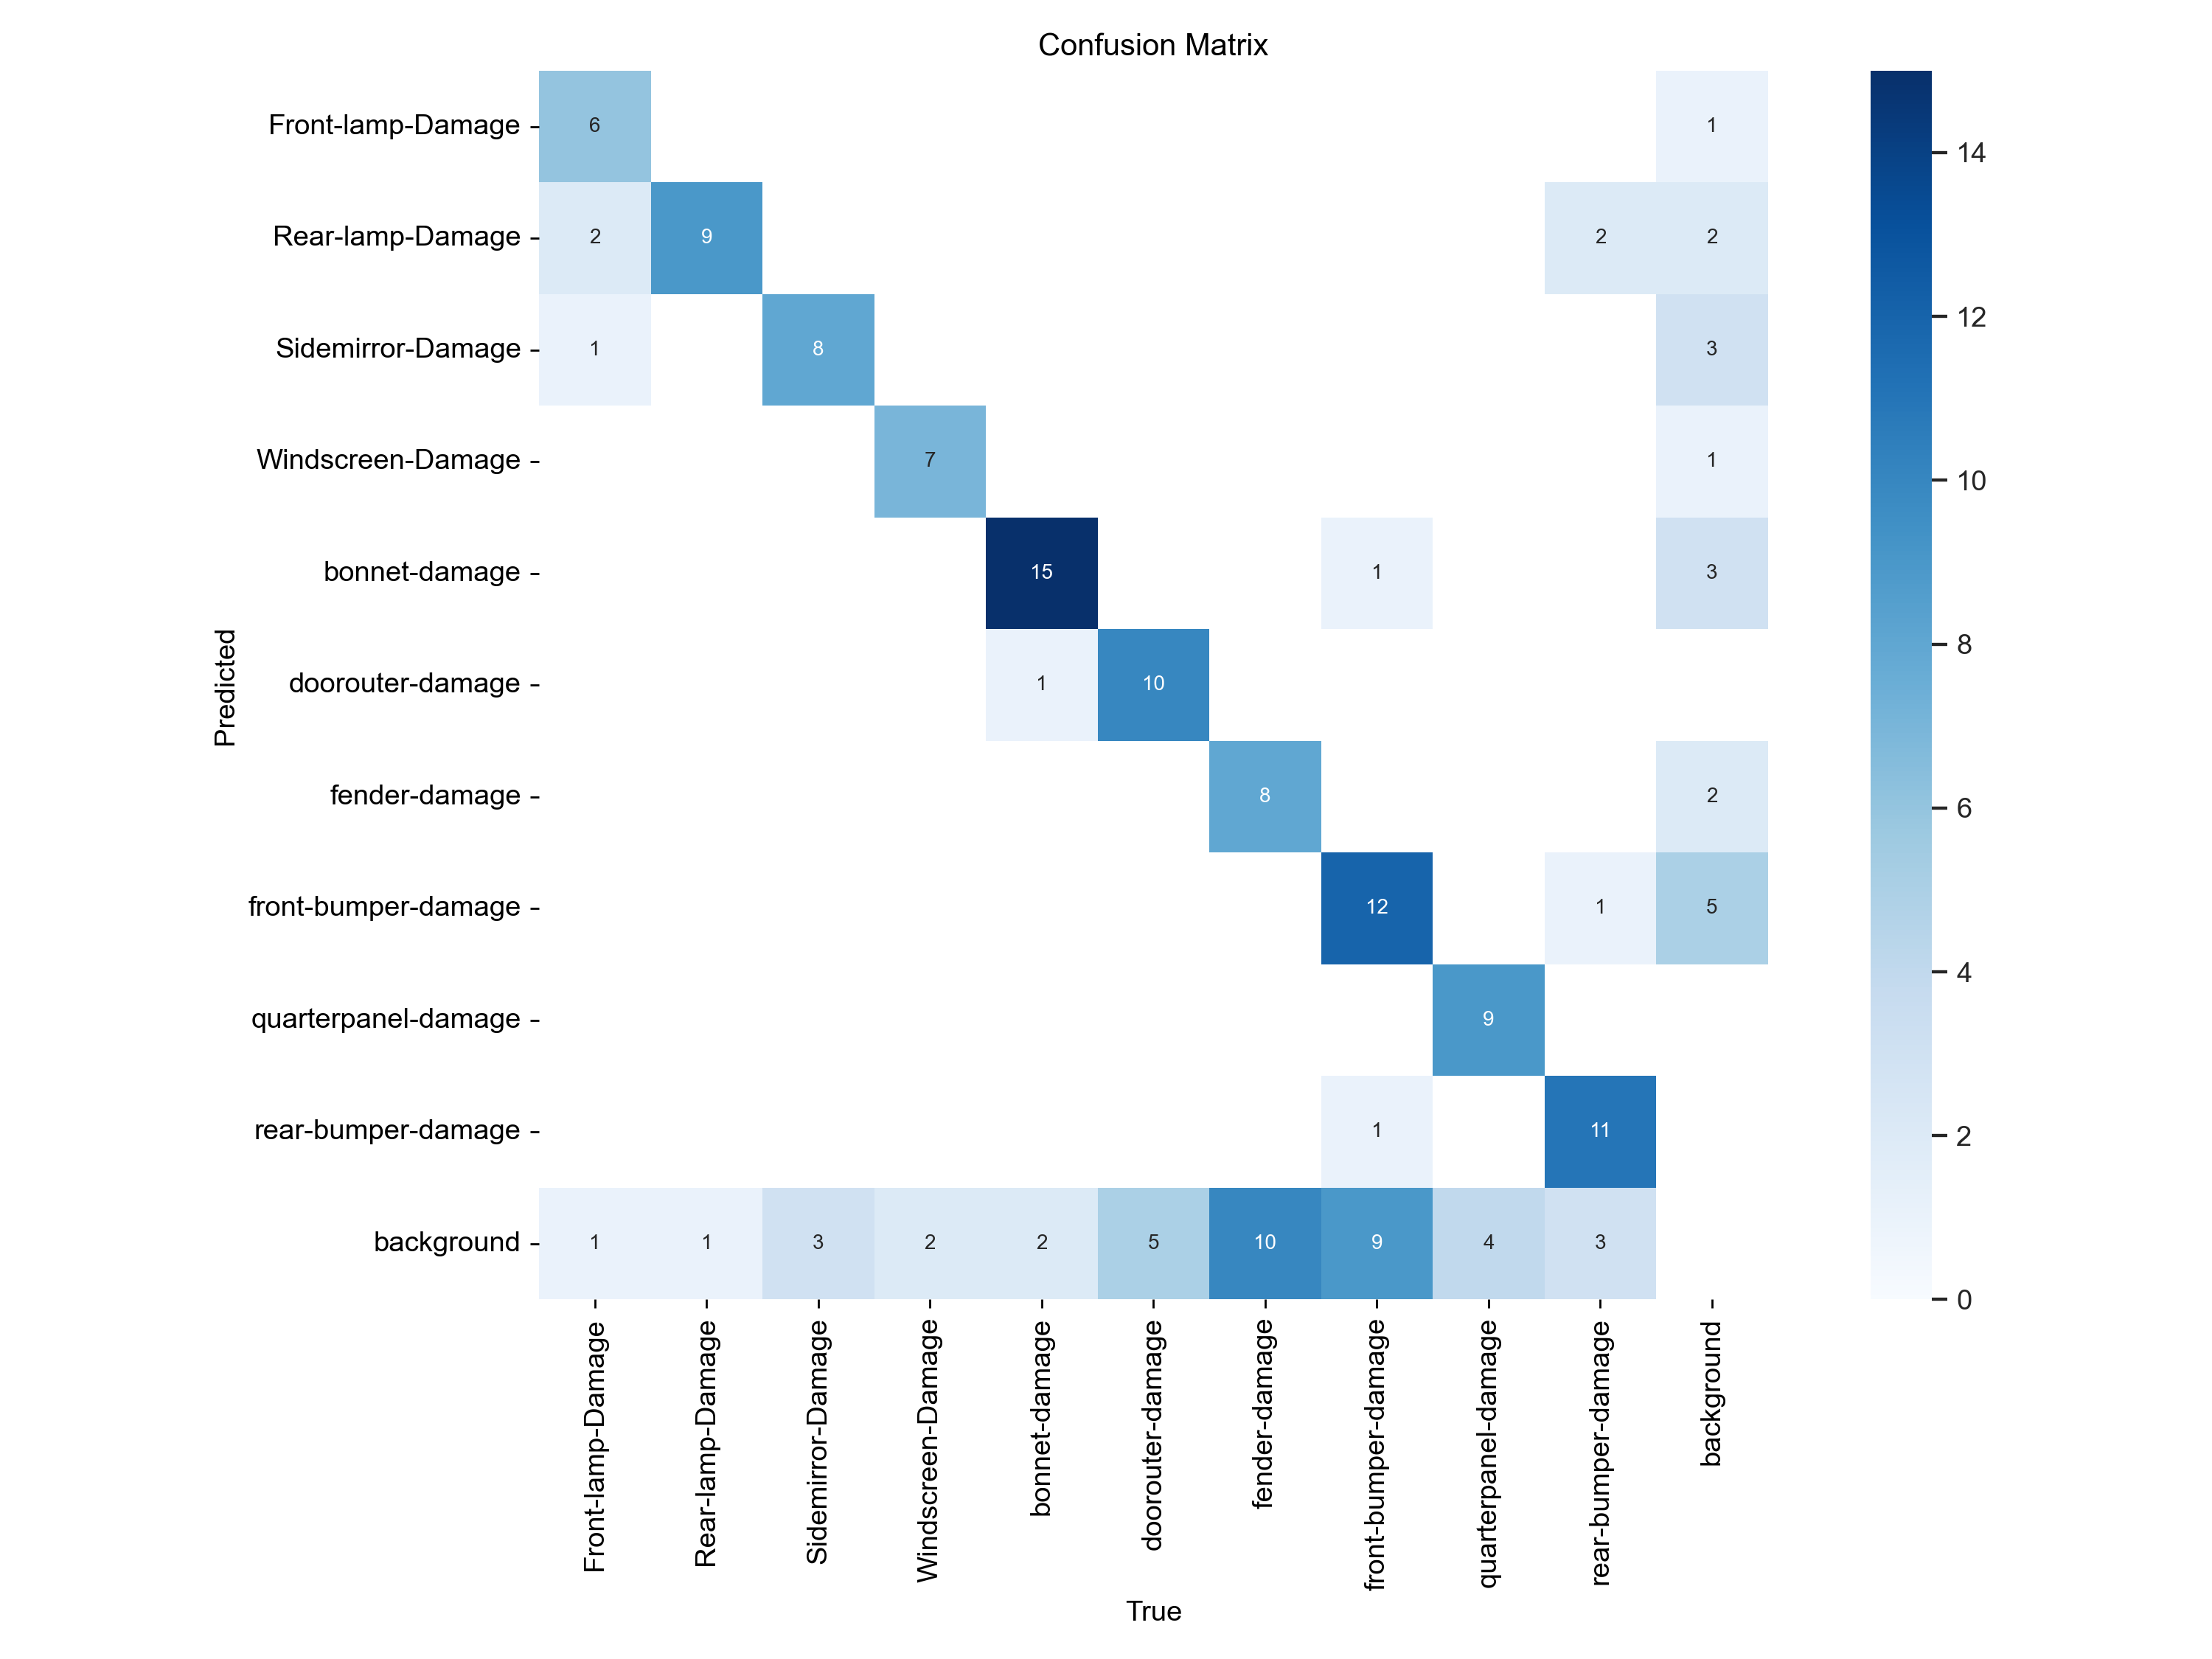 Confusion Matrix
Front-lamp-Damage 6 1
Rear-lamp-Damage 2 9 2 2
Sidemirror-Damage 1 8 3
Windscreen-Damage 7 1
bonnet-damage 15 1 3
doorouter-damage 1 10
fender-damage 8 2
front-bumper-damage 12 1 5
quarterpanel-damage 9
rear-bumper-damage 1 11
background 1 1 3 2 2 5 10 9 4 3
Predicted
Front-lamp-Damage
Rear-lamp-Damage
Sidemirror-Damage
Windscreen-Damage
bonnet-damage
doorouter-damage
fender-damage
front-bumper-damage
quarterpanel-damage
rear-bumper-damage
background
True
14
12
10
8
6
4
2
0